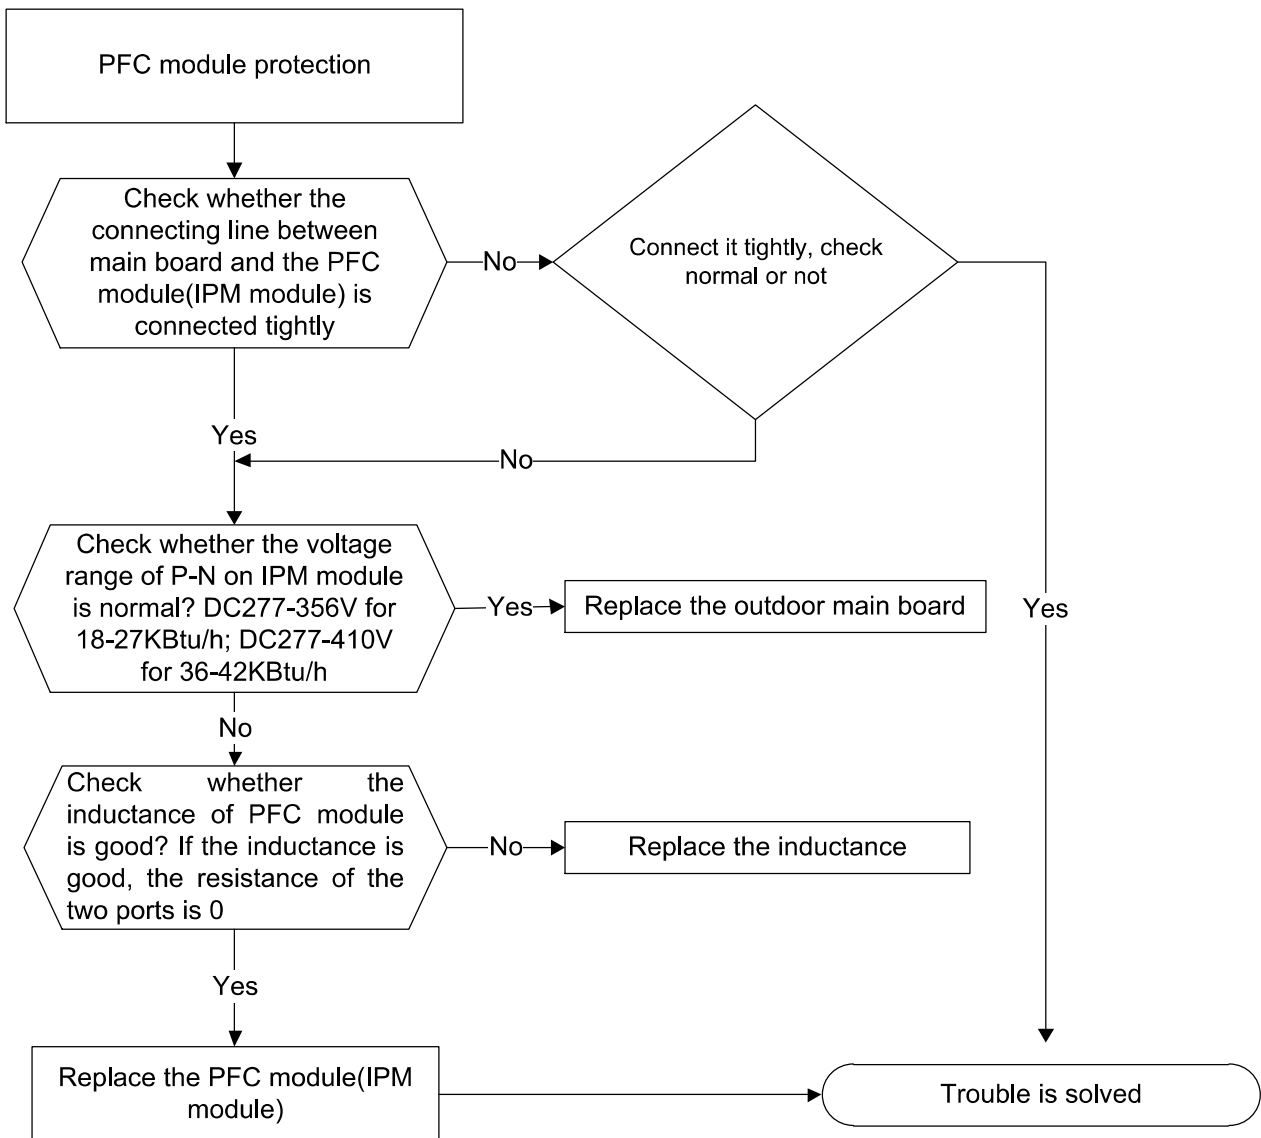 PFC module protection
Check whether the
connecting line between
main board and the PFC
module(IPM module) is
connected tightly
No
Connect it tightly, check
normal or not
Yes
No
Check whether the voltage
range of P-N on IPM module
is normal? DC277-356V for
18-27KBtu/h; DC277-410V
for 36-42KBtu/h
Yes
Replace the outdoor main board
Yes
No
Check whether the
inductance of PFC module
is good? If the inductance is
good, the resistance of the
two ports is 0
No
Replace the inductance
Yes
Replace the PFC module(IPM
module)
Trouble is solved